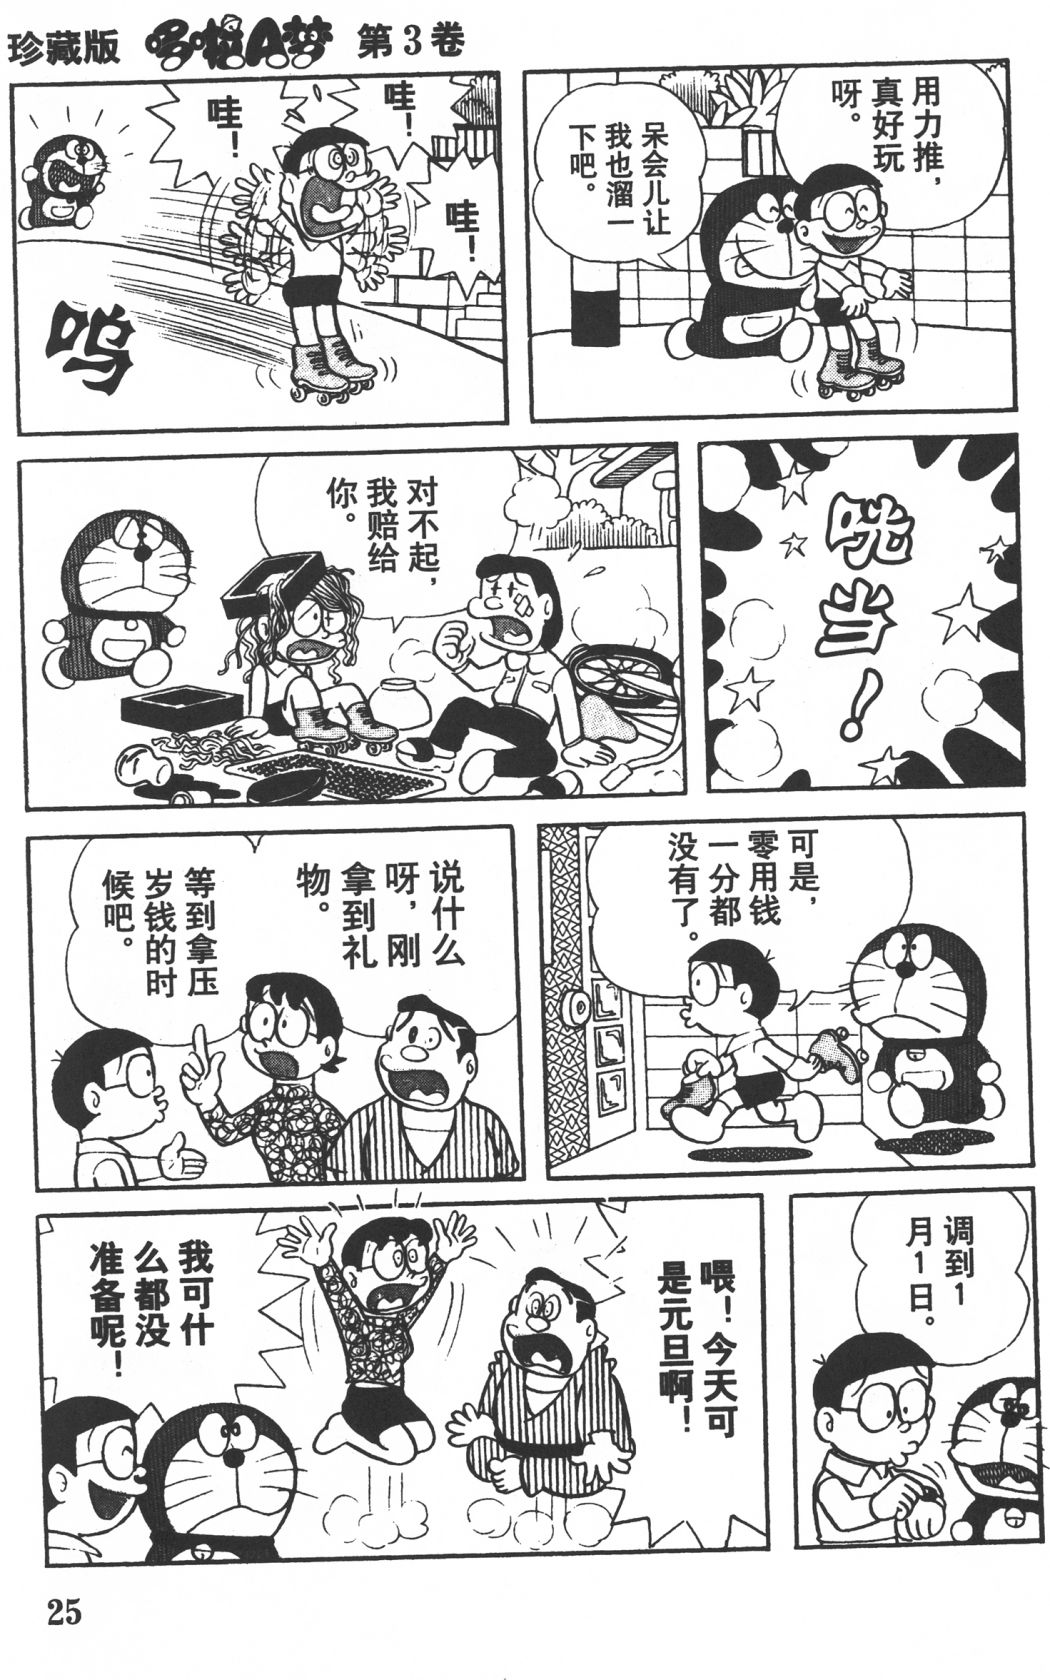 珍藏版 哆啦A梦 第3卷
用力推，
真好玩
呀。
呆会儿让
我也溜一
下吧。
哇！
哇！
哇！
呜
咣当！
对不起，
我赔给
你。
可是，
零用钱
一分都
没有了。
说什么
呀，刚
拿到礼
物。
等到拿压
岁钱的时
候吧。
调到1
月1日。
喂！今天可
是元旦啊！
我可什
么都没
准备呢！
25